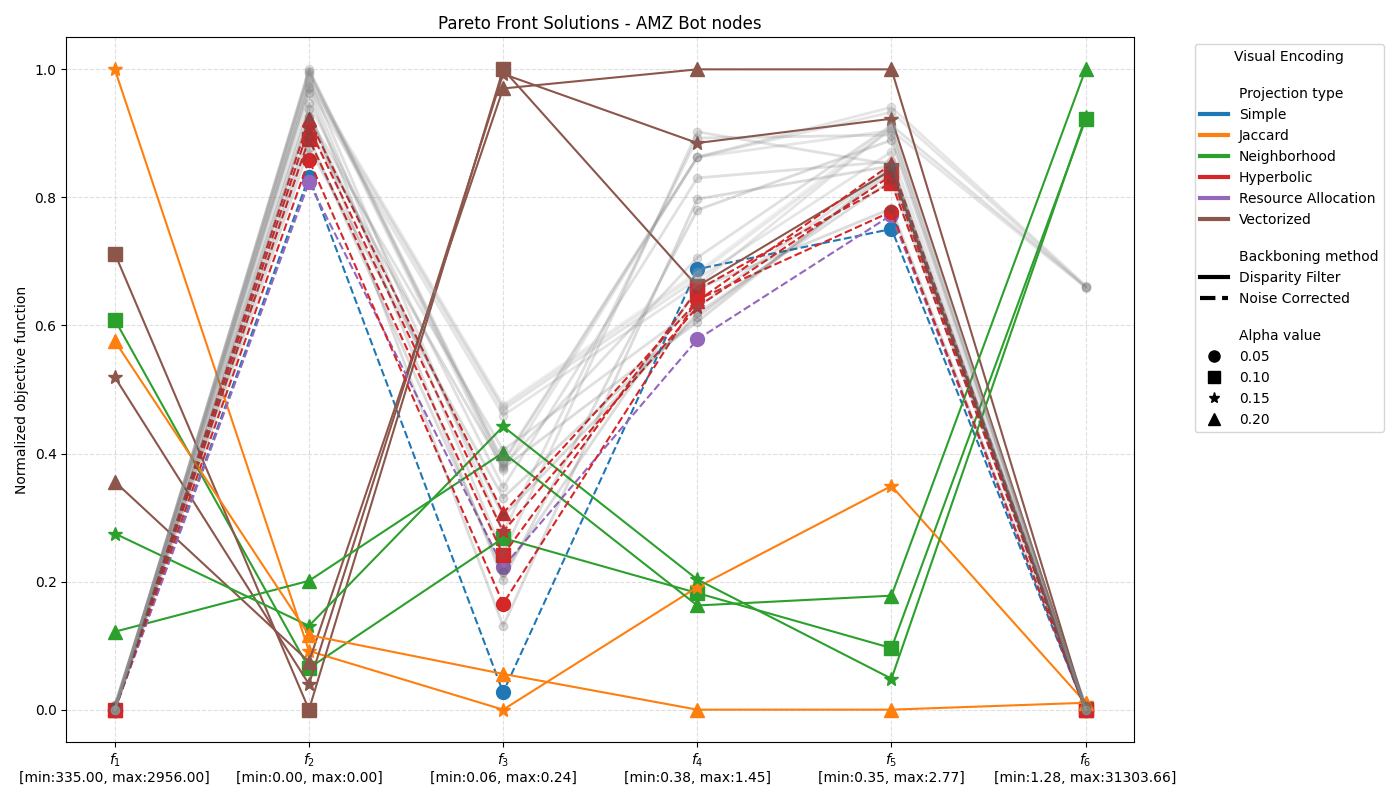 Pareto Front Solutions - AMZ Bot nodes
Normalized objective function
1.0
0.8
0.6
0.4
0.2
0.0
f1
[min:335.00, max:2956.00]
f2
[min:0.00, max:0.00]
f3
[min:0.06, max:0.24]
f4
[min:0.38, max:1.45]
f5
[min:0.35, max:2.77]
f6
[min:1.28, max:31303.66]
Visual Encoding
Projection type
Simple
Jaccard
Neighborhood
Hyperbolic
Resource Allocation
Vectorized
Backboning method
Disparity Filter
Noise Corrected
Alpha value
0.05
0.10
0.15
0.20